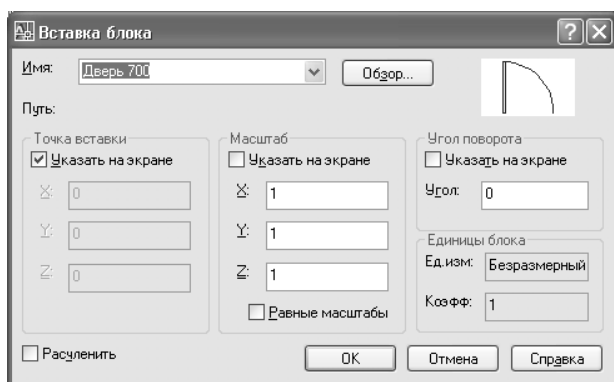 Вставка блока
Имя: Дверь 700 Обзор...
Путь:
Точка вставки
Указать на экране
X: 0
Y: 0
Z: 0
Масштаб
Указать на экране
X: 1
Y: 1
Z: 1
Равные масштабы
Угол поворота
Указать на экране
Угол: 0
Единицы блока
Ед.изм: Безразмерный
Коэфф: 1
Расчленить
OK Отмена Справка